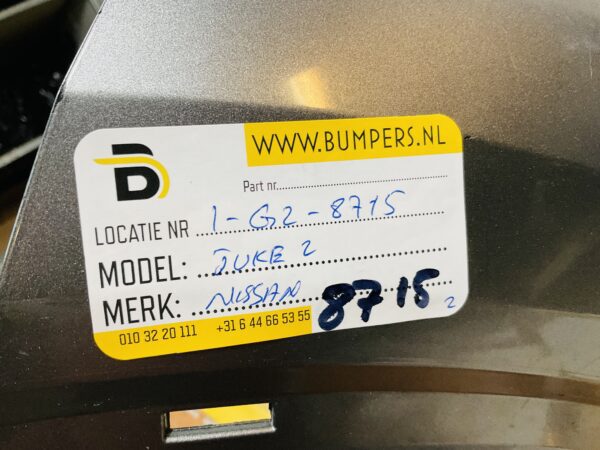 WWW.BUMPERS.NL
B
Part nr.
LOCATIE NR 1-G2-8715
MODEL: JUKE 2
MERK: NISSAN 8715 2
010 32 20 111 +31 6 44 66 53 55